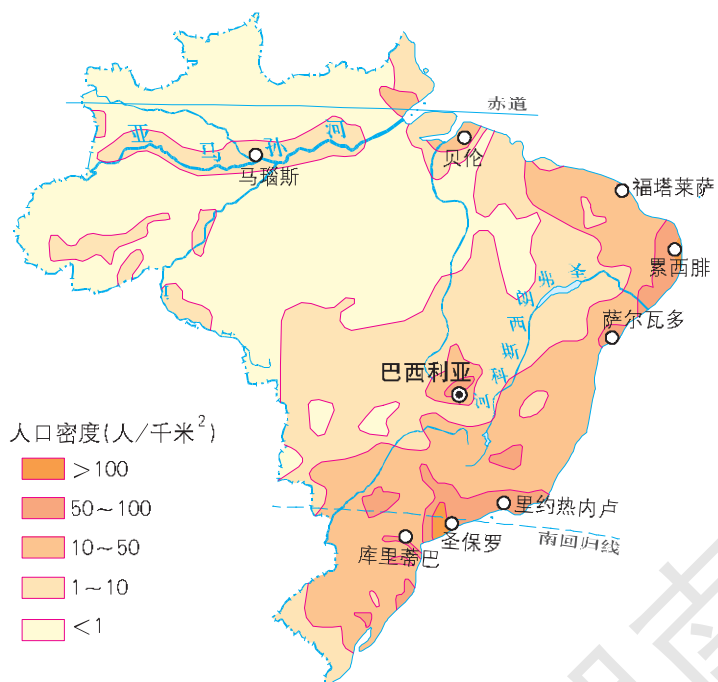 赤道
亚马孙河
马瑙斯
贝伦
福塔莱萨
累西腓
圣弗朗西斯科河
萨尔瓦多
巴西利亚
人口密度(人/千米²)
>100
50~100
10~50
1~10
<1
里约热内卢
圣保罗
南回归线
库里蒂巴